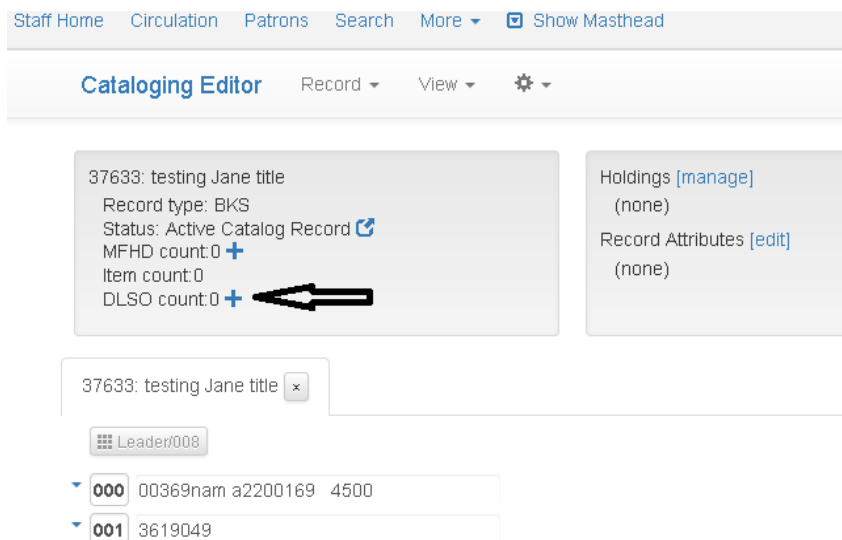 Staff Home Circulation Patrons Search More Show Masthead
Cataloging Editor Record View
37633: testing Jane title
Record type: BKS
Status: Active Catalog Record
MFHD count:0
Item count:0
DLSO count:0
Holdings [manage]
(none)
Record Attributes [edit]
(none)
37633: testing Jane title ×
Leader/008
000 00369nam a2200169 4500
001 3619049